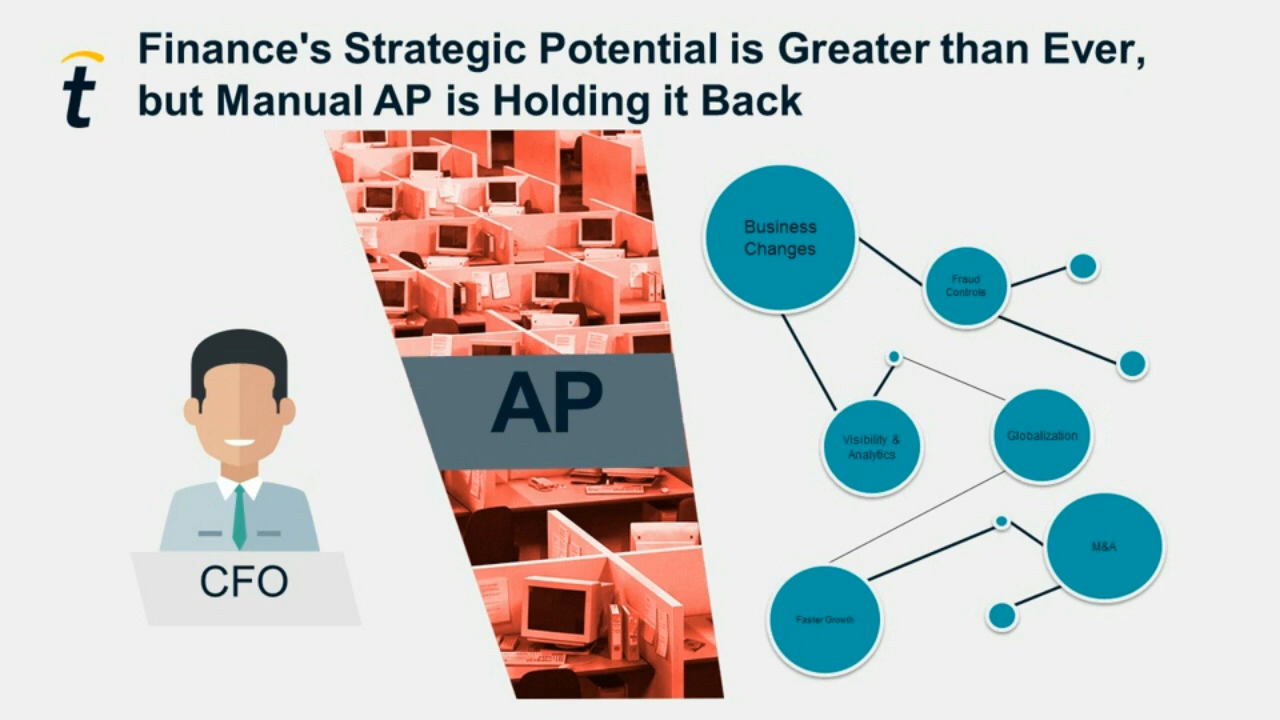 Finance's Strategic Potential is Greater than Ever,
but Manual AP is Holding it Back
t
AP
CFO
Business
Changes
Fraud
Controls
Visibility &
Analytics
Globalization
M&A
Faster Growth